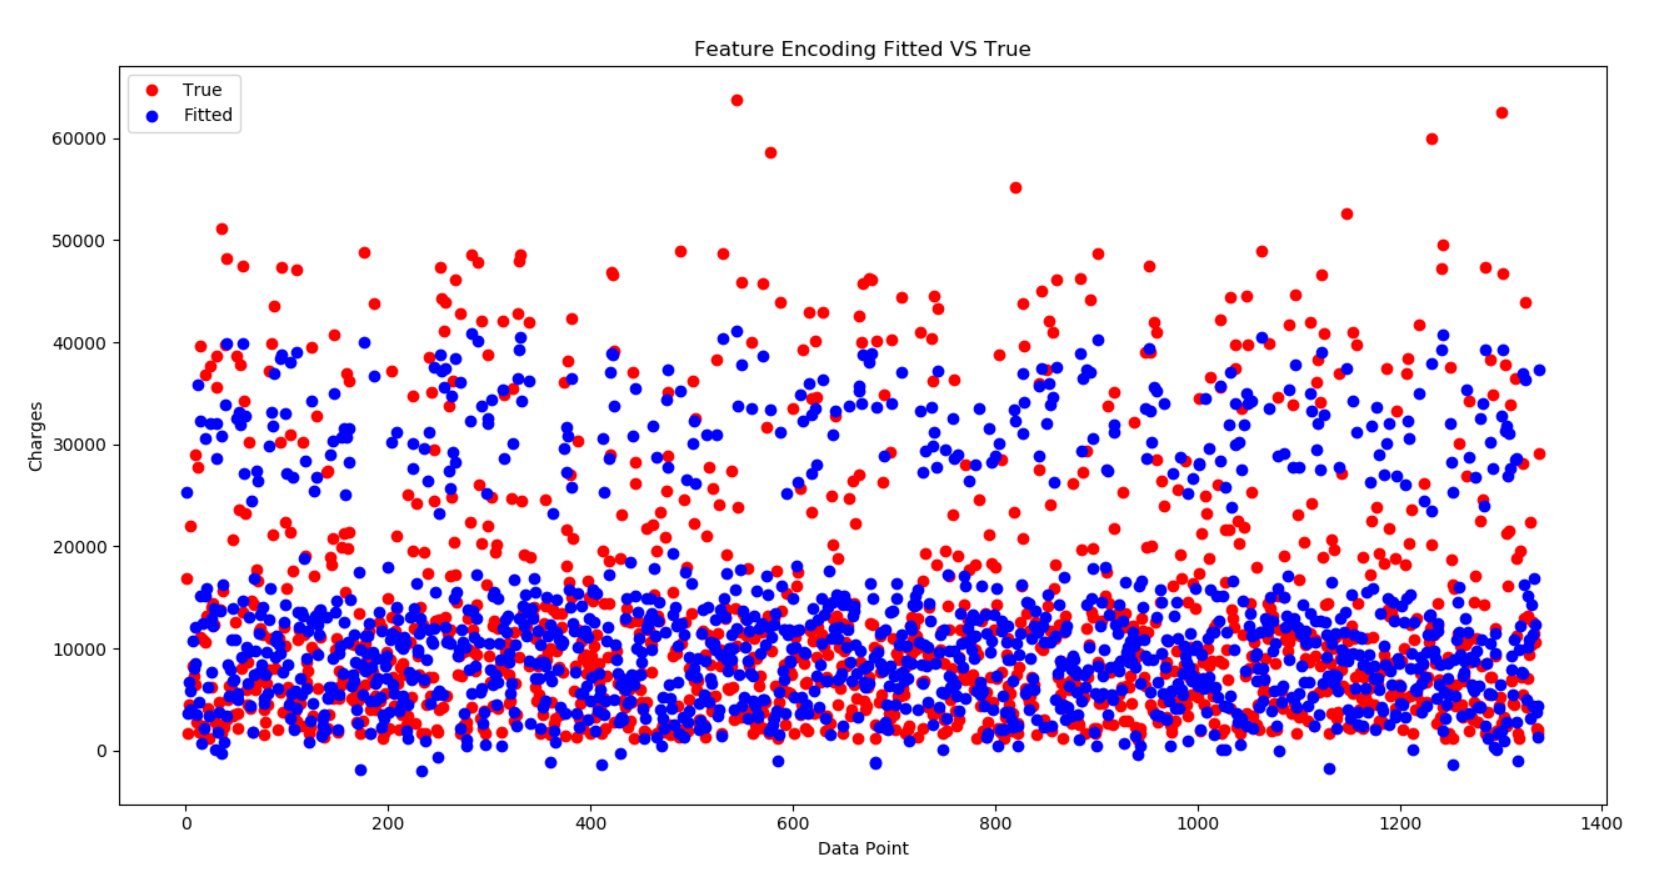 Feature Encoding Fitted VS True
True
Fitted
60000
50000
40000
30000
20000
10000
0
Charges
0 200 400 600 800 1000 1200 1400
Data Point